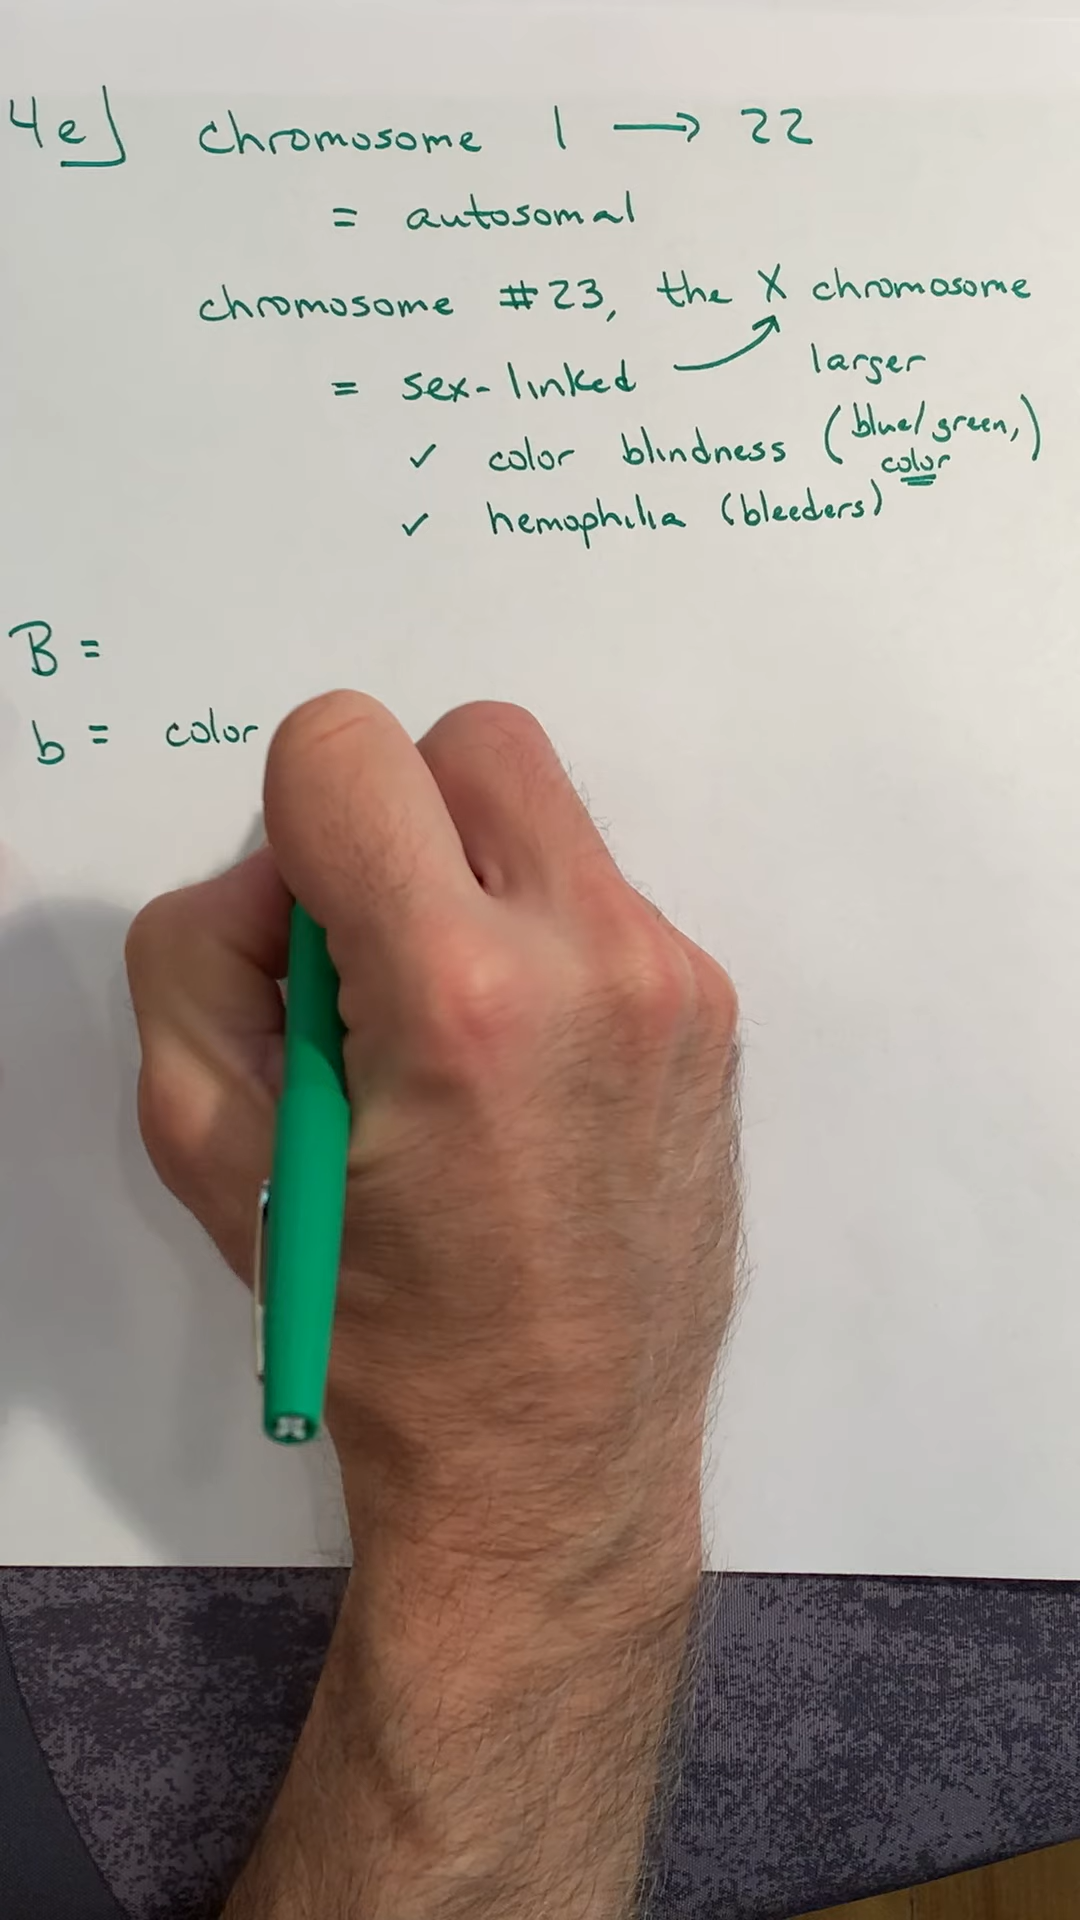 4e] chromosome 1 → 22
= autosomal
chromosome #23, the X chromosome
= sex-linked → larger
✓ color blindness (blue/green, color)
✓ hemophilia (bleeders)
B =
b = color